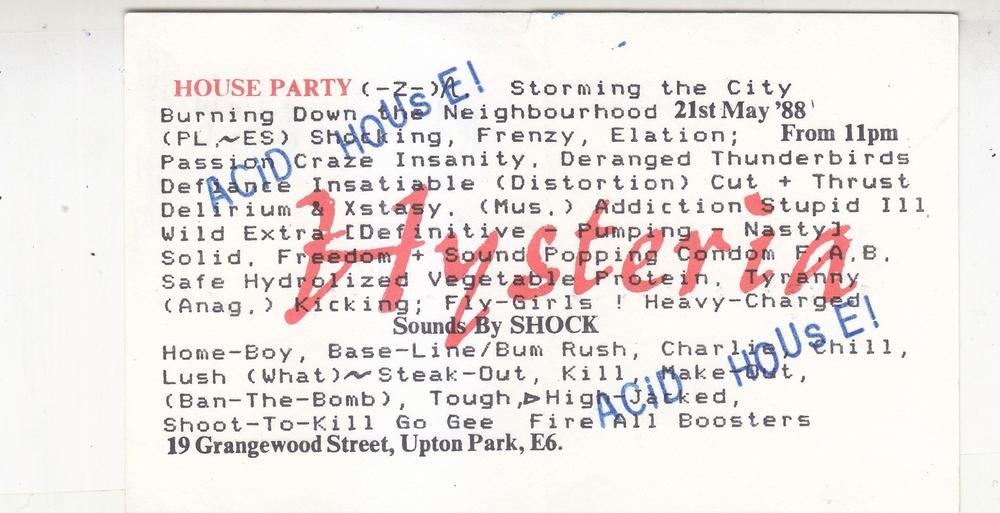 HOUSE PARTY (-Z-) Storming the City
Burning Down the Neighbourhood 21st May '88
(PL~ES) Shocking, Frenzy, Elation; From 11pm
Passion Craze Insanity, Deranged Thunderbirds
Defiance Insatiable (Distortion) Cut + Thrust
Delirium & Xstasy, (Mus,) Addiction Stupid Ill
Wild Extra [Definitive - Pumping - Nasty]
Solid, Freedom + Sound Popping Condom F,A,B,
Safe Hydrolized Vegetable Protein, Tyranny
(Anag,) Kicking; Fly-Girls ! Heavy-Charged
Hysteria
Sounds By SHOCK
Home-Boy, Base-Line/Bum Rush, Charlie, Chill,
Lush (What)~Steak-Out, Kill, Make-Out,
(Ban-The-Bomb), Tough,▷High-Jacked,
Shoot-To-Kill Go Gee Fire All Boosters
19 Grangewood Street, Upton Park, E6.
ACiD HOUsE!
ACiD HOUsE!